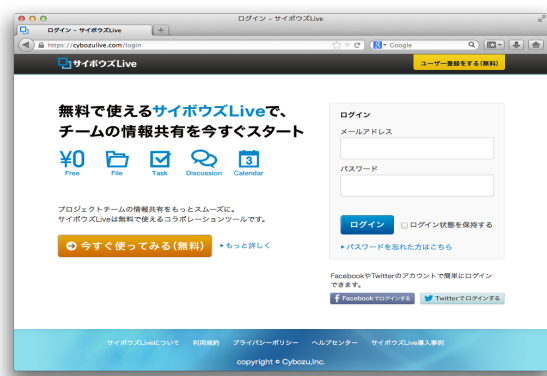 ログイン – サイボウズLive
ログイン – サイボウズLive
https://cybozulive.com/login
Google
サイボウズLive
ユーザー登録をする(無料)
無料で使えるサイボウズLiveで、
チームの情報共有を今すぐスタート
¥0
Free
File
Task
Discussion
3
Calendar
プロジェクトチームの情報共有をもっとスムーズに。
サイボウズLiveは無料で使えるコラボレーションツールです。
今すぐ使ってみる(無料)
もっと詳しく
ログイン
メールアドレス
パスワード
ログイン
ログイン状態を保持する
パスワードを忘れた方はこちら
FacebookやTwitterのアカウントで簡単にログイン
できます。
Facebookでログインする
Twitterでログインする
サイボウズLiveについて 利用規約 プライバシーポリシー ヘルプセンター サイボウズLive導入事例
copyright © Cybozu,Inc.